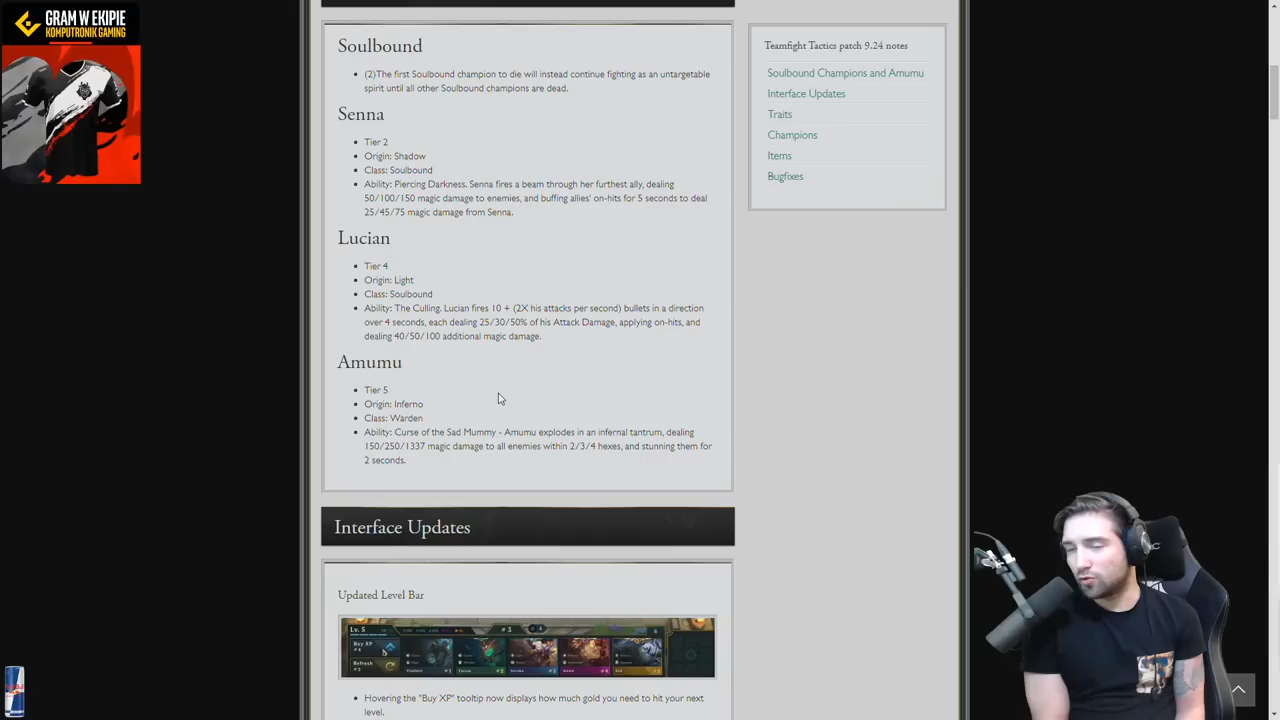 GRAM W EKIPIE
KOMPUTRONIK GAMING
Soulbound
(2)The first Soulbound champion to die will instead continue fighting as an untargetable
spirit until all other Soulbound champions are dead.
Senna
Tier 2
Origin: Shadow
Class: Soulbound
Ability: Piercing Darkness. Senna fires a beam through her furthest ally, dealing
50/100/150 magic damage to enemies, and buffing allies' on-hits for 5 seconds to deal
25/45/75 magic damage from Senna.
Lucian
Tier 4
Origin: Light
Class: Soulbound
Ability: The Culling. Lucian fires 10 + (2X his attacks per second) bullets in a direction
over 4 seconds, each dealing 25/30/50% of his Attack Damage, applying on-hits, and
dealing 40/50/100 additional magic damage.
Amumu
Tier 5
Origin: Inferno
Class: Warden
Ability: Curse of the Sad Mummy - Amumu explodes in an infernal tantrum, dealing
150/250/1337 magic damage to all enemies within 2/3/4 hexes, and stunning them for
2 seconds.
Interface Updates
Updated Level Bar
Lv. 5
Buy XP
Refresh
Hovering the "Buy XP" tooltip now displays how much gold you need to hit your next
level.
Teamfight Tactics patch 9.24 notes
Soulbound Champions and Amumu
Interface Updates
Traits
Champions
Items
Bugfixes
Red Bull